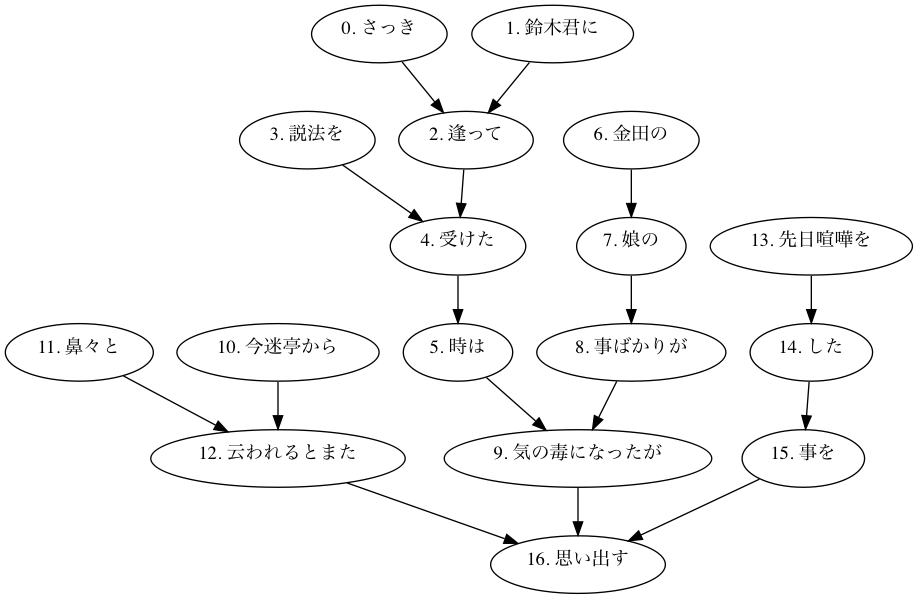 0. さっき
1. 鈴木君に
3. 説法を
2. 逢って
6. 金田の
4. 受けた
7. 娘の
13. 先日喧嘩を
11. 鼻々と
10. 今迷亭から
5. 時は
8. 事ばかりが
14. した
12. 云われるとまた
9. 気の毒になったが
15. 事を
16. 思い出す